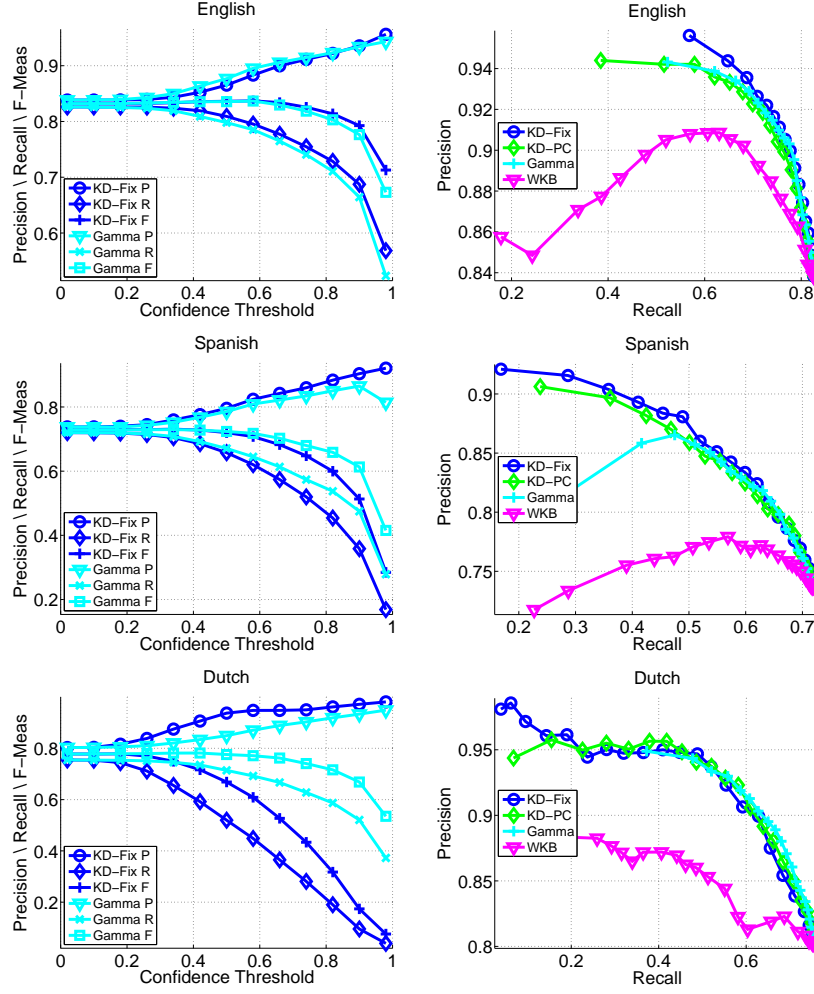 English
Precision \ Recall \ F−Meas
0.9
0.8
0.7
0.6
KD−Fix P
KD−Fix R
KD−Fix F
Gamma P
Gamma R
Gamma F
0 0.2 0.4 0.6 0.8 1
Confidence Threshold
English
Precision
0.94
0.92
0.9
0.88
0.86
0.84
KD−Fix
KD−PC
Gamma
WKB
0.2 0.4 0.6 0.8
Recall
Spanish
Precision \ Recall \ F−Meas
0.8
0.6
0.4
0.2
KD−Fix P
KD−Fix R
KD−Fix F
Gamma P
Gamma R
Gamma F
0 0.2 0.4 0.6 0.8 1
Confidence Threshold
Spanish
Precision
0.9
0.85
0.8
0.75
KD−Fix
KD−PC
Gamma
WKB
0.2 0.3 0.4 0.5 0.6 0.7
Recall
Dutch
Precision \ Recall \ F−Meas
0.8
0.6
0.4
0.2
KD−Fix P
KD−Fix R
KD−Fix F
Gamma P
Gamma R
Gamma F
0 0.2 0.4 0.6 0.8 1
Confidence Threshold
Dutch
Precision
0.95
0.9
0.85
0.8
KD−Fix
KD−PC
Gamma
WKB
0.2 0.4 0.6
Recall